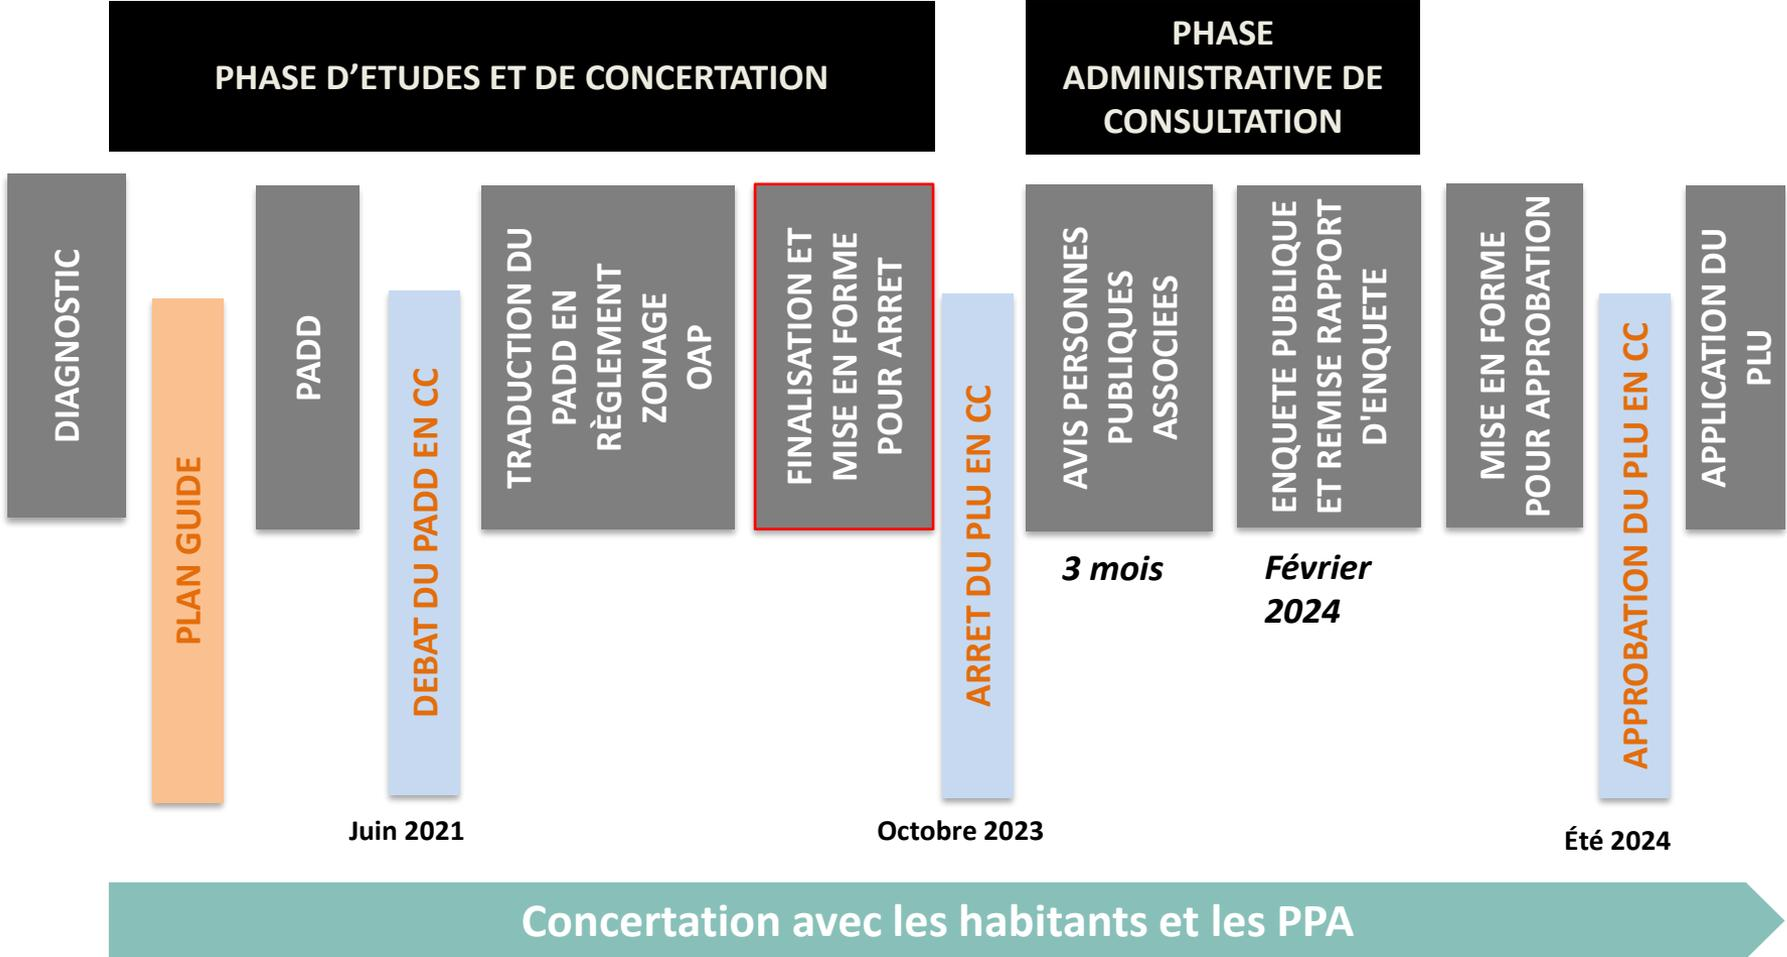 PHASE D’ETUDES ET DE CONCERTATION
PHASE
ADMINISTRATIVE DE
CONSULTATION
DIAGNOSTIC
PLAN GUIDE
PADD
DEBAT DU PADD EN CC
TRADUCTION DU
PADD EN
RÈGLEMENT
ZONAGE
OAP
FINALISATION ET
MISE EN FORME
POUR ARRET
ARRET DU PLU EN CC
AVIS PERSONNES
PUBLIQUES
ASSOCIEES
ENQUETE PUBLIQUE
ET REMISE RAPPORT
D'ENQUETE
MISE EN FORME
POUR APPROBATION
APPROBATION DU PLU EN CC
APPLICATION DU
PLU
3 mois
Février
2024
Juin 2021
Octobre 2023
Été 2024
Concertation avec les habitants et les PPA